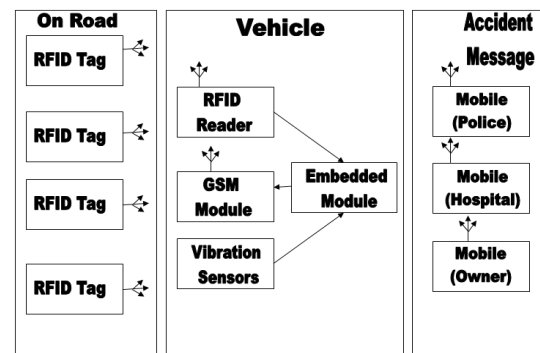 On Road
RFID Tag
RFID Tag
RFID Tag
RFID Tag
Vehicle
RFID
Reader
GSM
Module
Embedded
Module
Vibration
Sensors
Accident
Message
Mobile
(Police)
Mobile
(Hospital)
Mobile
(Owner)